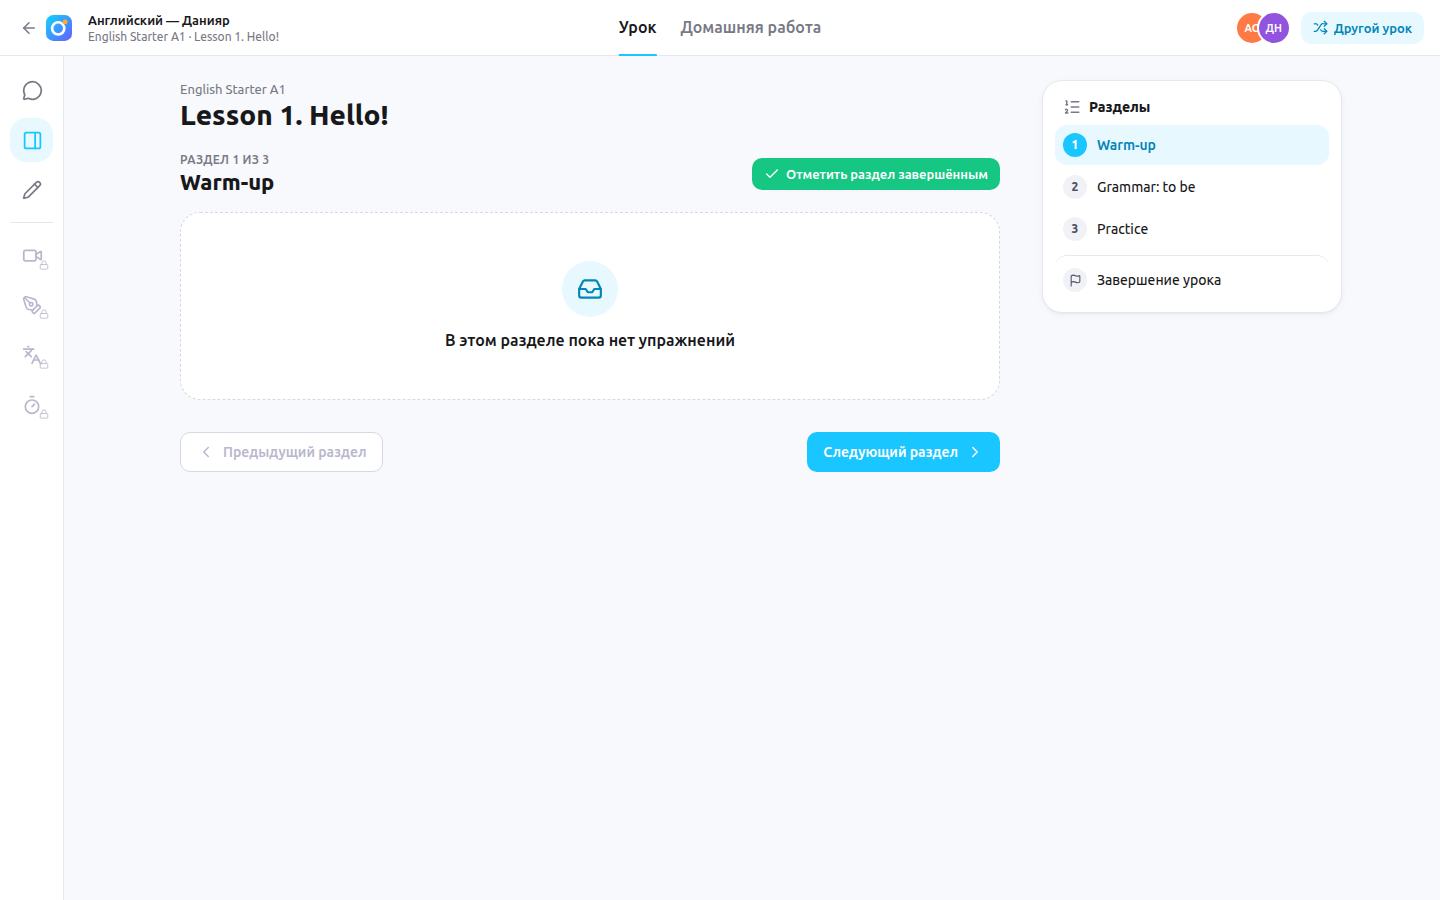 Английский — Данияр
English Starter A1 · Lesson 1. Hello!
Урок
Домашняя работа
ДН
Другой урок
English Starter A1
Lesson 1. Hello!
РАЗДЕЛ 1 ИЗ 3
Warm-up
Отметить раздел завершённым
В этом разделе пока нет упражнений
Предыдущий раздел
Следующий раздел
Разделы
1 Warm-up
2 Grammar: to be
3 Practice
Завершение урока